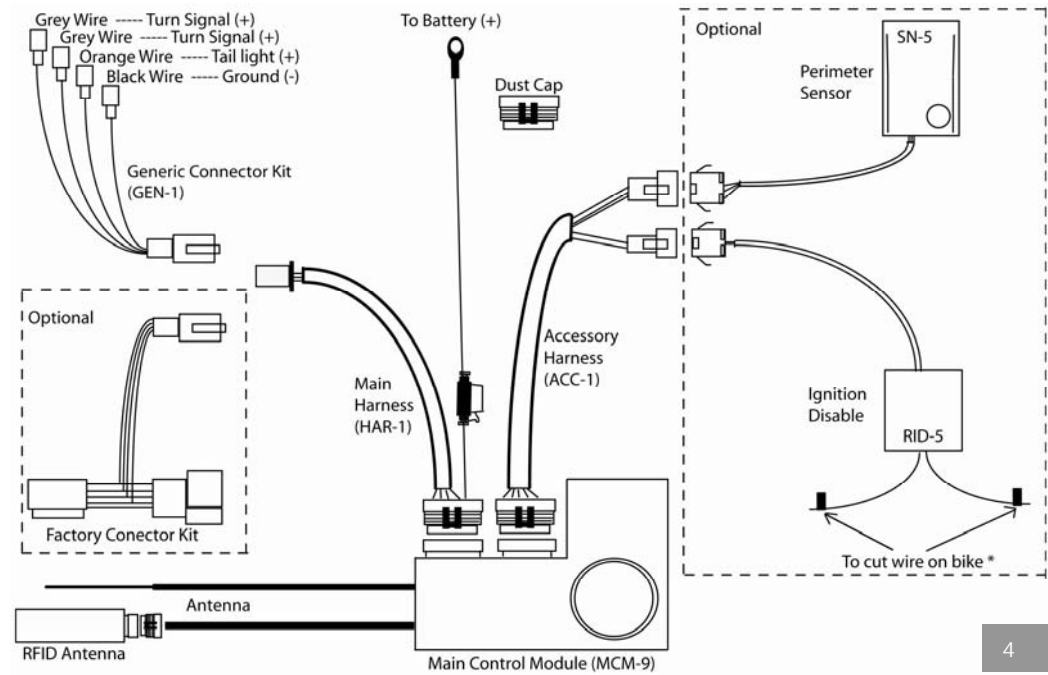 Grey Wire ----- Turn Signal (+)
Grey Wire ----- Turn Signal (+)
Orange Wire ----- Tail light (+)
Black Wire ----- Ground (-)
Generic Connector Kit
(GEN-1)
To Battery (+)
Dust Cap
Optional
SN-5
Perimeter
Sensor
Optional
Factory Conector Kit
Main
Harness
(HAR-1)
Accessory
Harness
(ACC-1)
Ignition
Disable
RID-5
To cut wire on bike *
Antenna
RFID Antenna
Main Control Module (MCM-9)
4